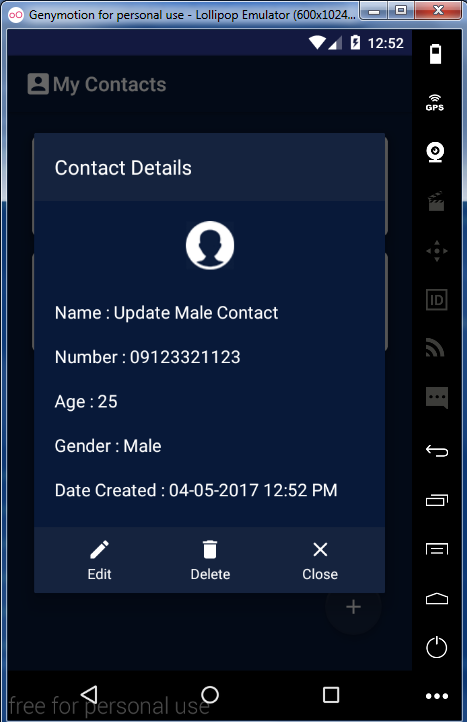 Genymotion for personal use - Lollipop Emulator (600x1024...
12:52
GPS
My Contacts
Contact Details
Name : Update Male Contact
Number : 09123321123
Age : 25
Gender : Male
Date Created : 04-05-2017 12:52 PM
Edit Delete Close
ID
free for personal use